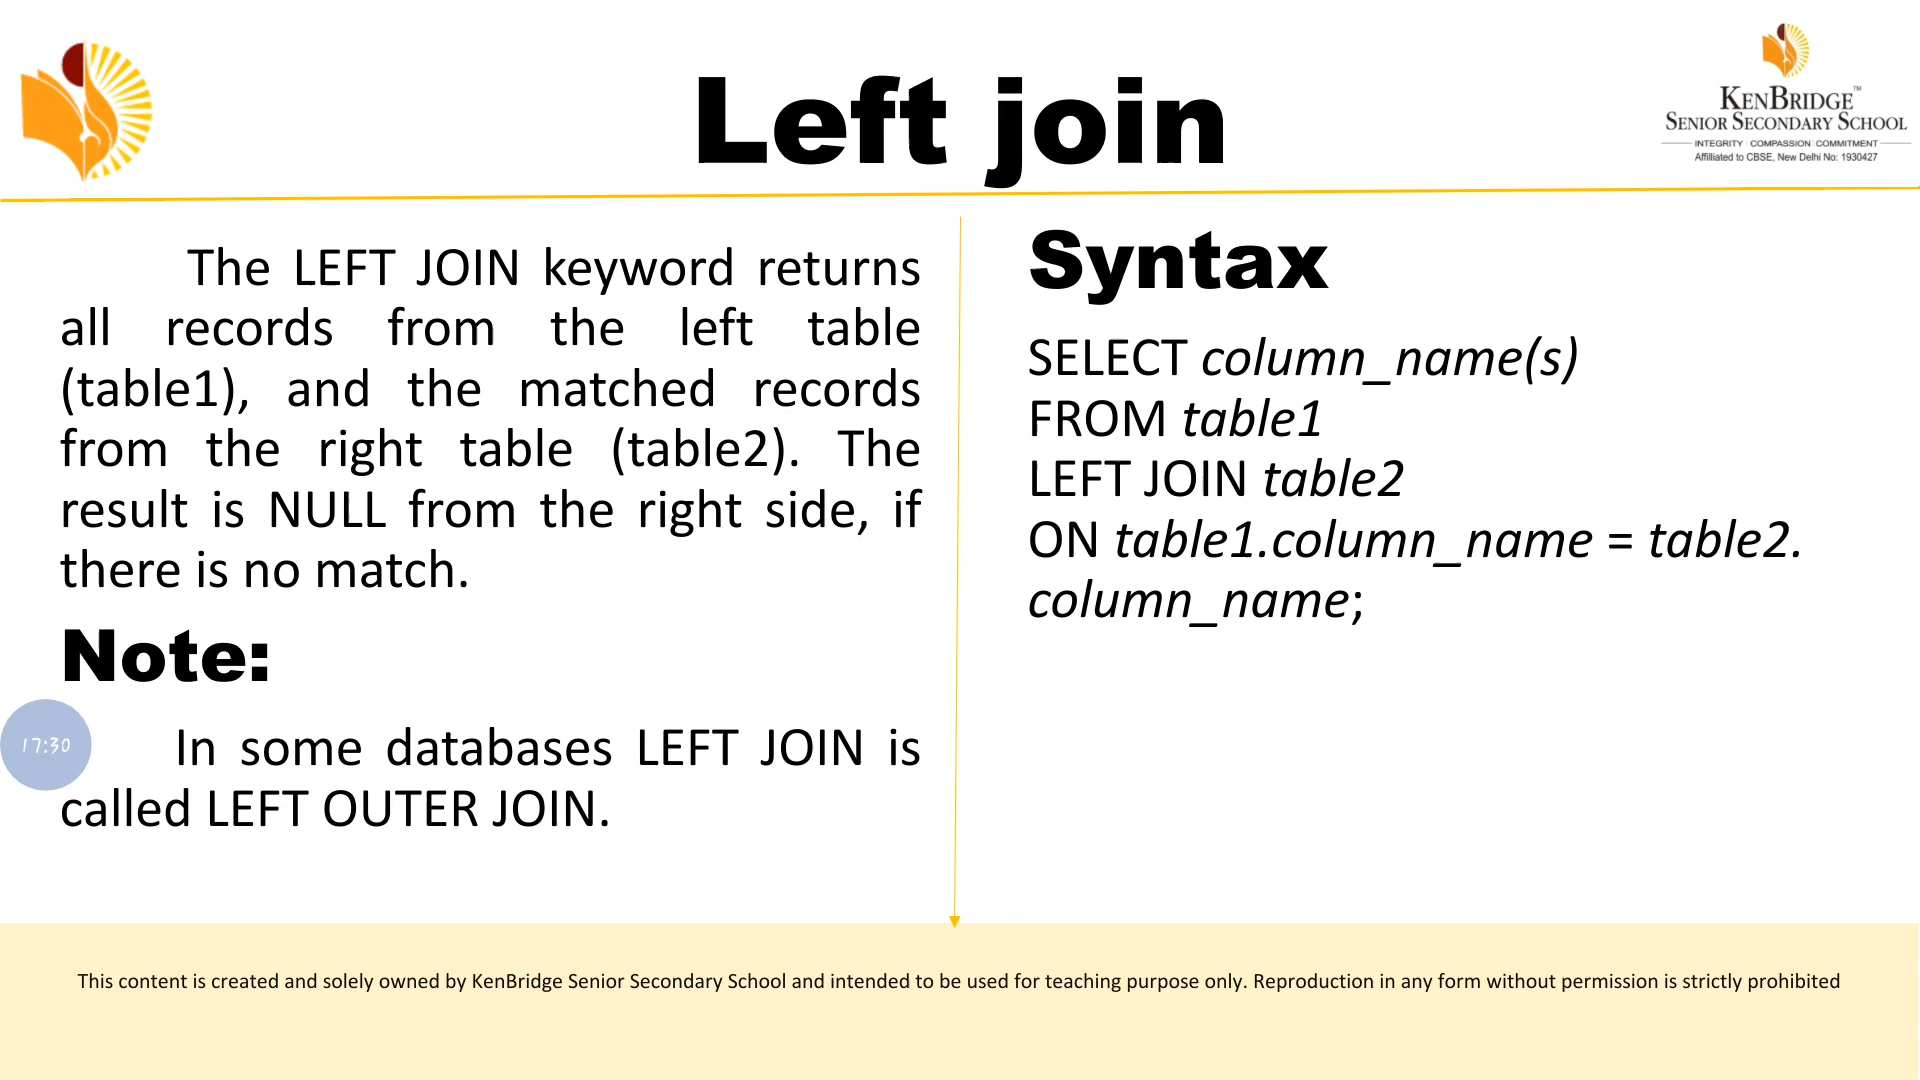 Left join
KENBRIDGE™
SENIOR SECONDARY SCHOOL
INTEGRITY | COMPASSION | COMMITMENT
Affilliated to CBSE, New Delhi No: 1930427
The LEFT JOIN keyword returns
all records from the left table
(table1), and the matched records
from the right table (table2). The
result is NULL from the right side, if
there is no match.
Note:
In some databases LEFT JOIN is
called LEFT OUTER JOIN.
17:30
Syntax
SELECT column_name(s)
FROM table1
LEFT JOIN table2
ON table1.column_name = table2.
column_name;
This content is created and solely owned by KenBridge Senior Secondary School and intended to be used for teaching purpose only. Reproduction in any form without permission is strictly prohibited